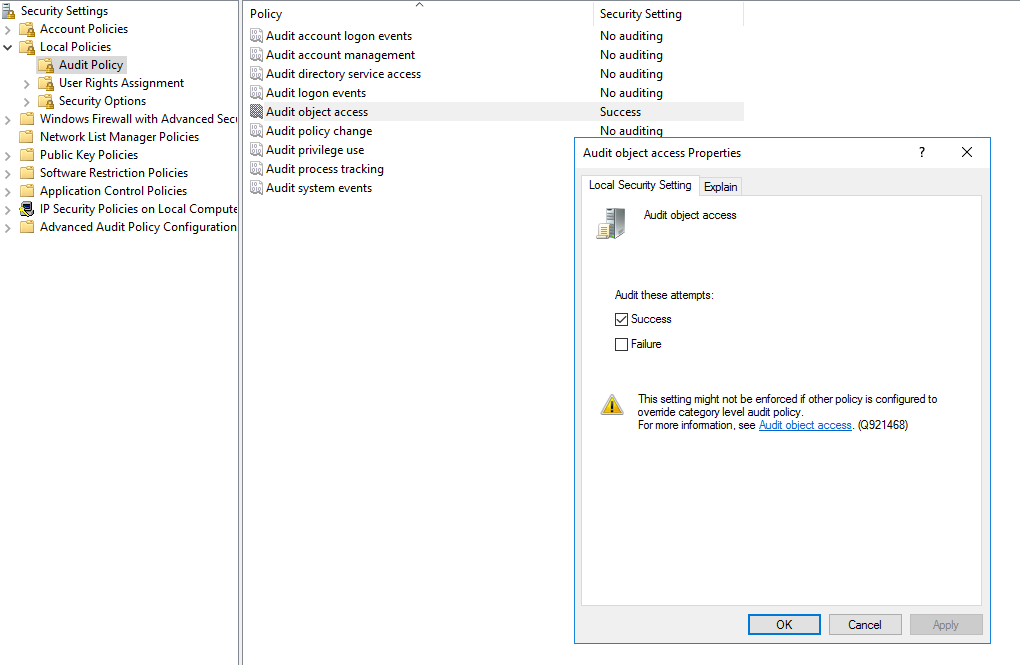 Security Settings
Account Policies
Local Policies
Audit Policy
User Rights Assignment
Security Options
Windows Firewall with Advanced Secu
Network List Manager Policies
Public Key Policies
Software Restriction Policies
Application Control Policies
IP Security Policies on Local Compute
Advanced Audit Policy Configuration
Policy Security Setting
Audit account logon events No auditing
Audit account management No auditing
Audit directory service access No auditing
Audit logon events No auditing
Audit object access Success
Audit policy change No auditing
Audit privilege use
Audit process tracking
Audit system events
Audit object access Properties ?
Local Security Setting Explain
Audit object access
Audit these attempts:
Success
Failure
This setting might not be enforced if other policy is configured to
override category level audit policy.
For more information, see Audit object access. (Q921468)
OK Cancel Apply